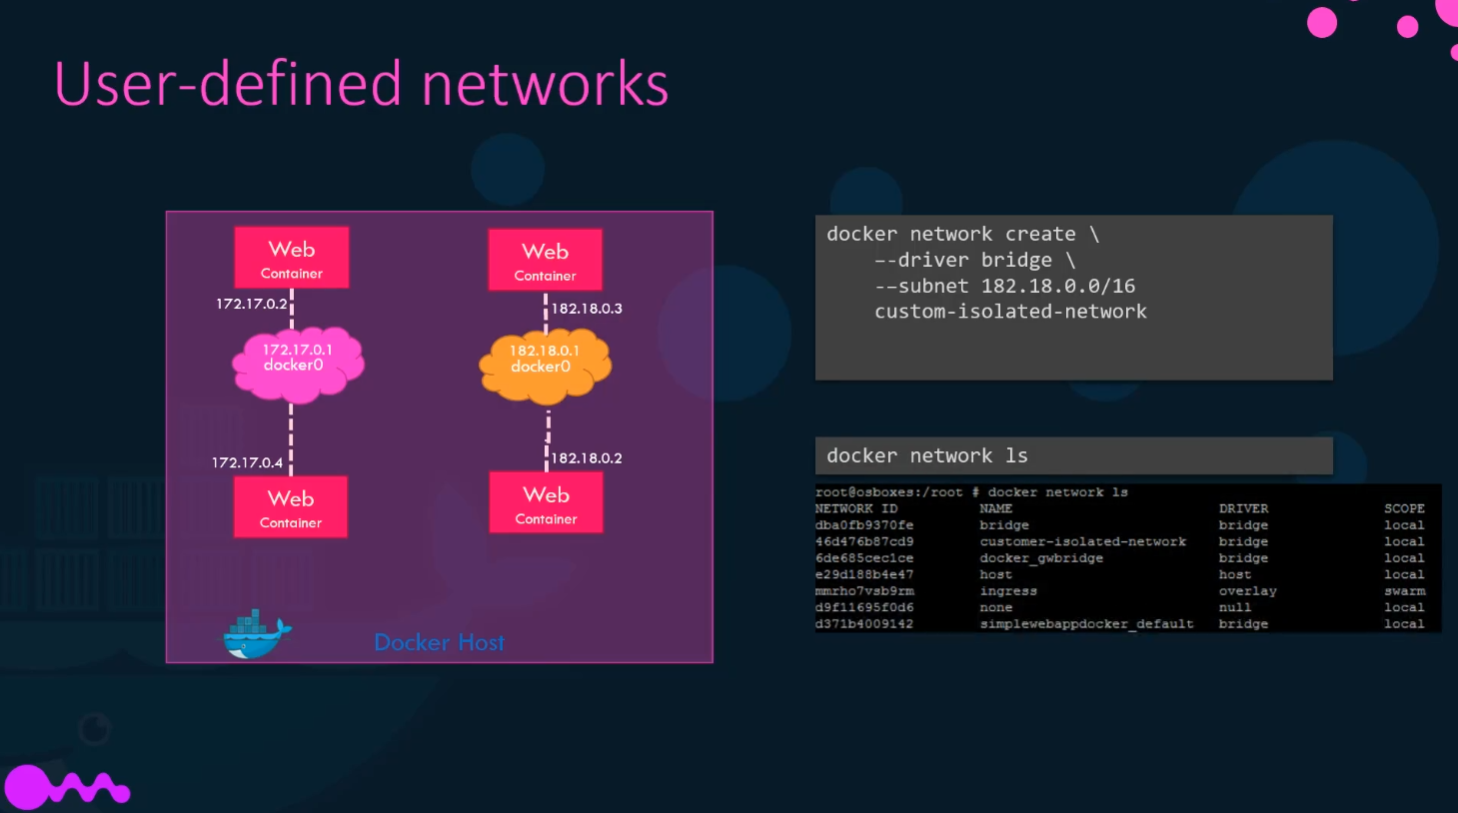 User-defined networks
Web
Container
172.17.0.2
172.17.0.1
docker0
172.17.0.4
Web
Container
Web
Container
182.18.0.3
182.18.0.1
docker0
182.18.0.2
Web
Container
Docker Host
docker network create \
--driver bridge \
--subnet 182.18.0.0/16
custom-isolated-network
docker network ls
root@osboxes:/root # docker network ls
NETWORK ID NAME DRIVER SCOPE
dba0fb9370fe bridge bridge local
46d476b87cd9 customer-isolated-network bridge local
6de685cec1ce docker_gwbridge bridge local
e29d188b4e47 host host local
mmrho7vsb9rm ingress overlay swarm
d9f11695f0d6 none null local
d371b4009142 simplewebappdocker_default bridge local